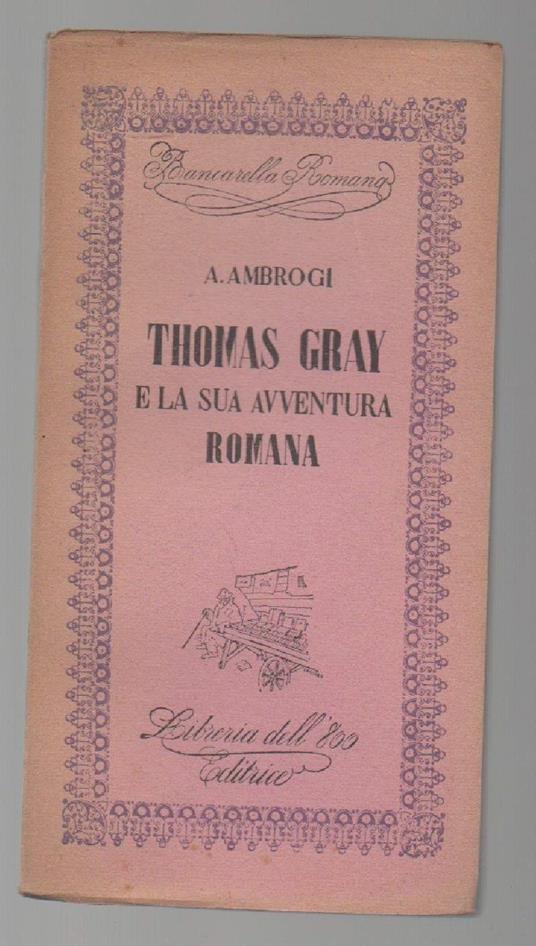 Bancarella Romana
A. AMBROGI
THOMAS GRAY
E LA SUA AVVENTURA
ROMANA
Libreria dell'800
Editrice